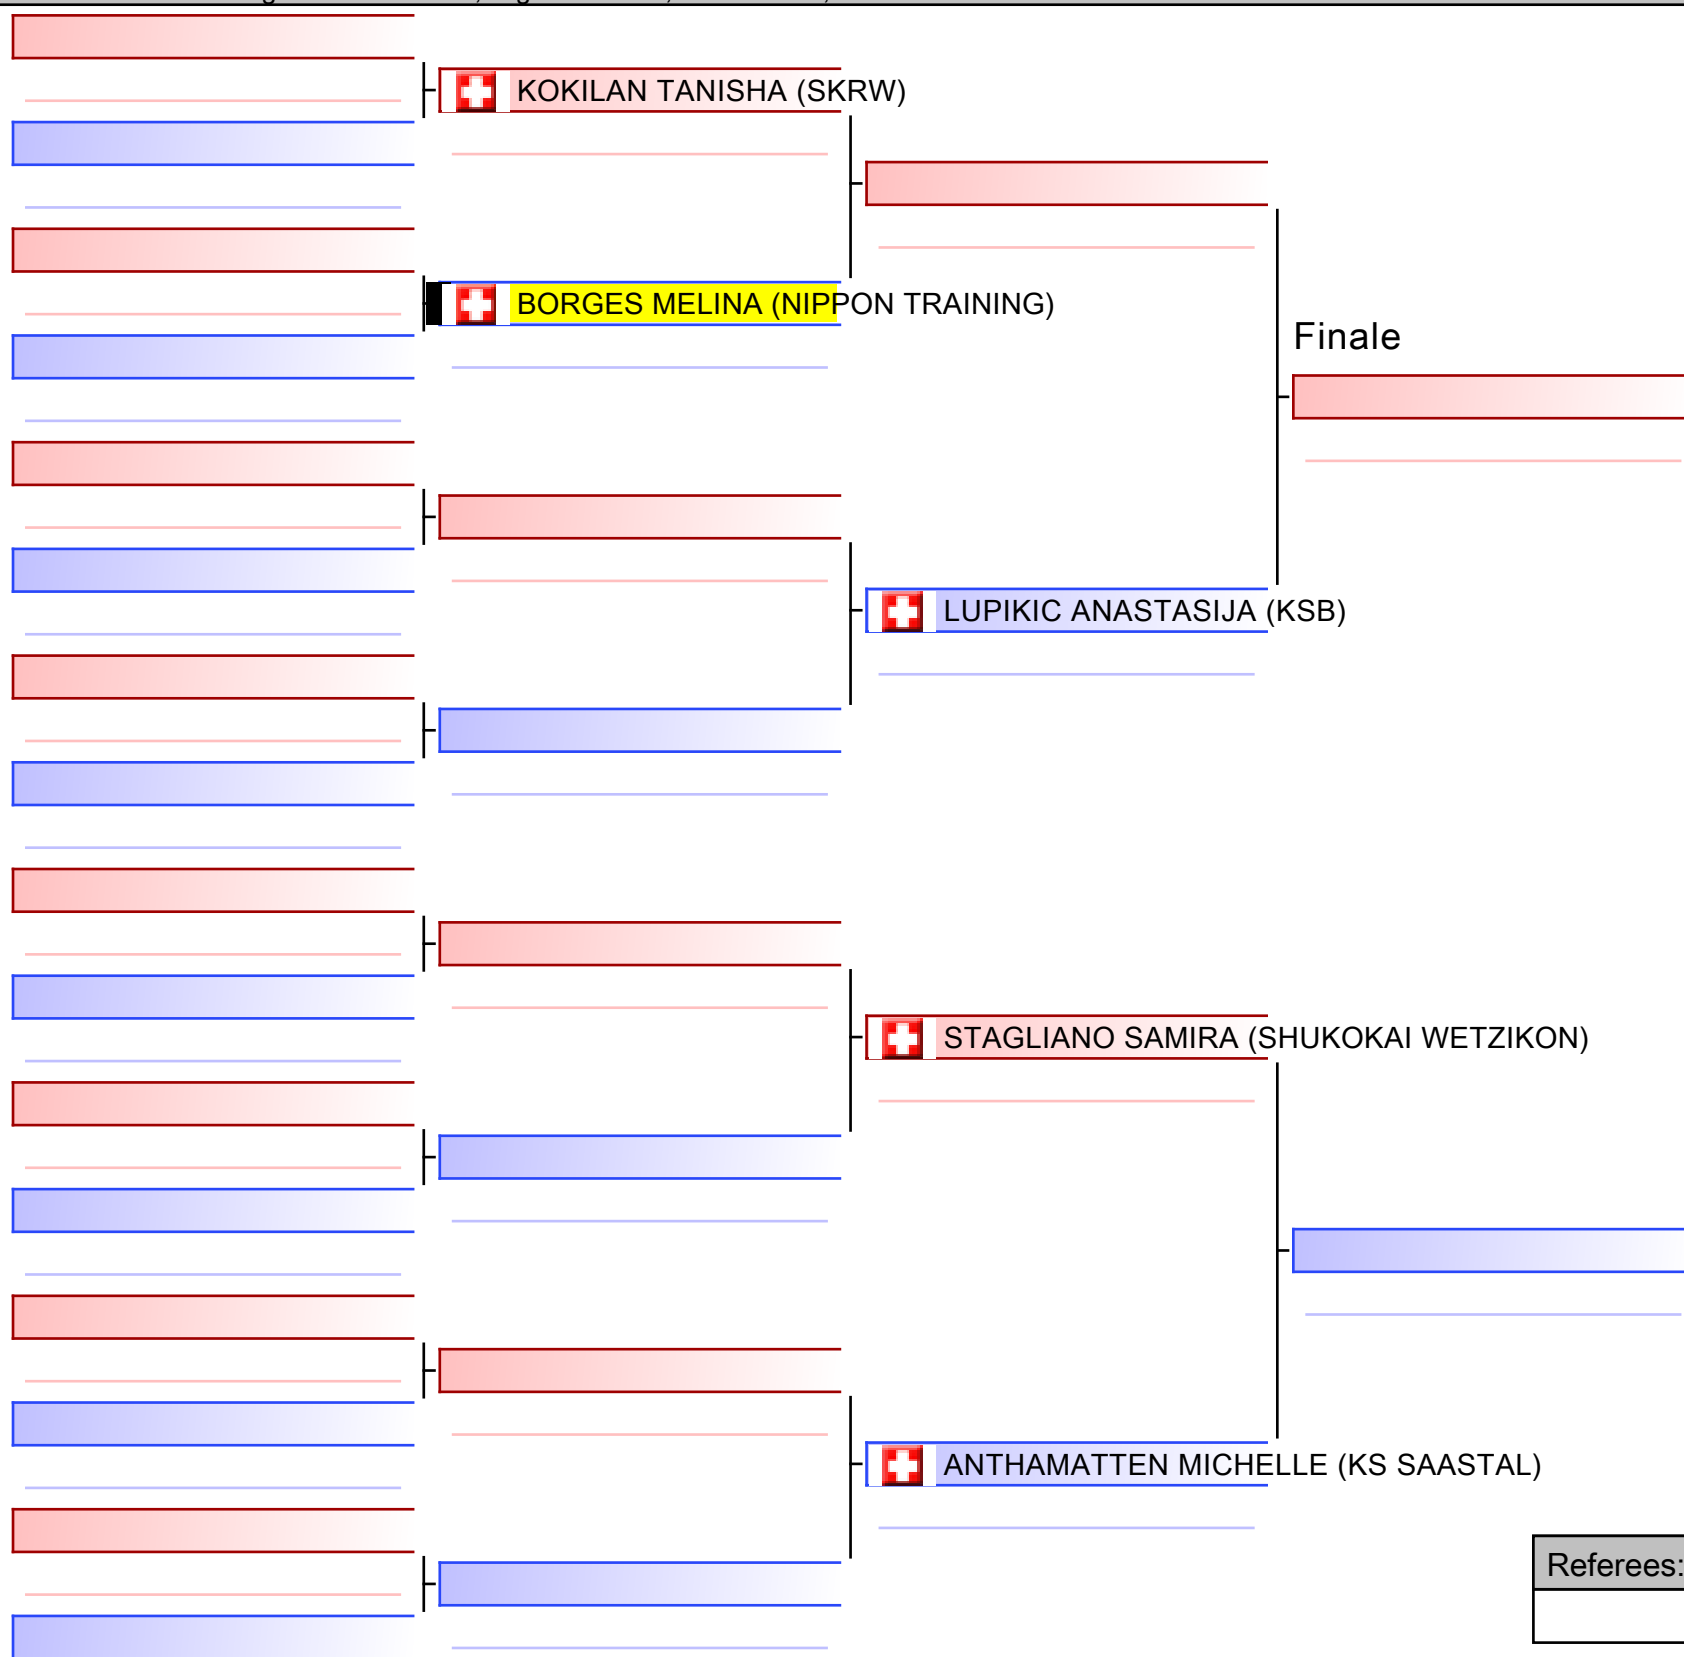 KOKILAN TANISHA (SKRW)
BORGES MELINA (NIPPON TRAINING)
Finale
LUPIKIC ANASTASIJA (KSB)
STAGLIANO SAMIRA (SHUKOKAI WETZIKON)
ANTHAMATTEN MICHELLE (KS SAASTAL)
Referees: